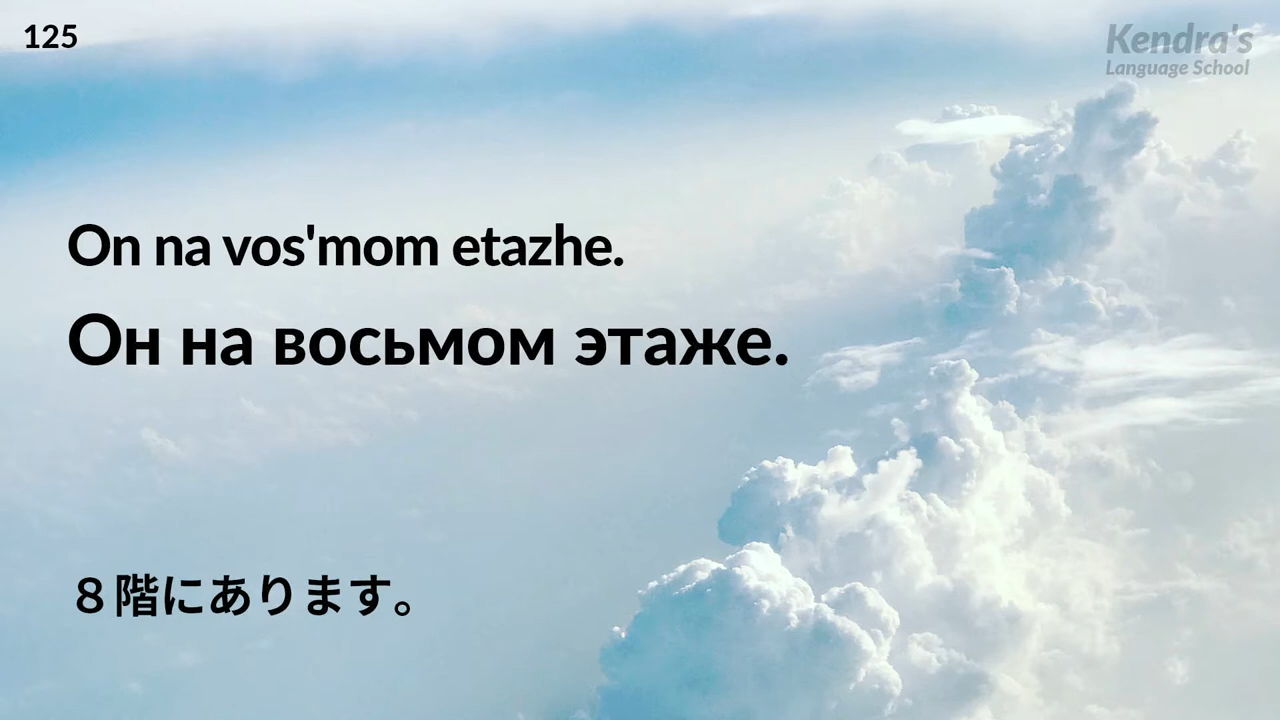 125
Kendra's
Language School
On na vos'mom etazhe.
Он на восьмом этаже.
８階にあります。